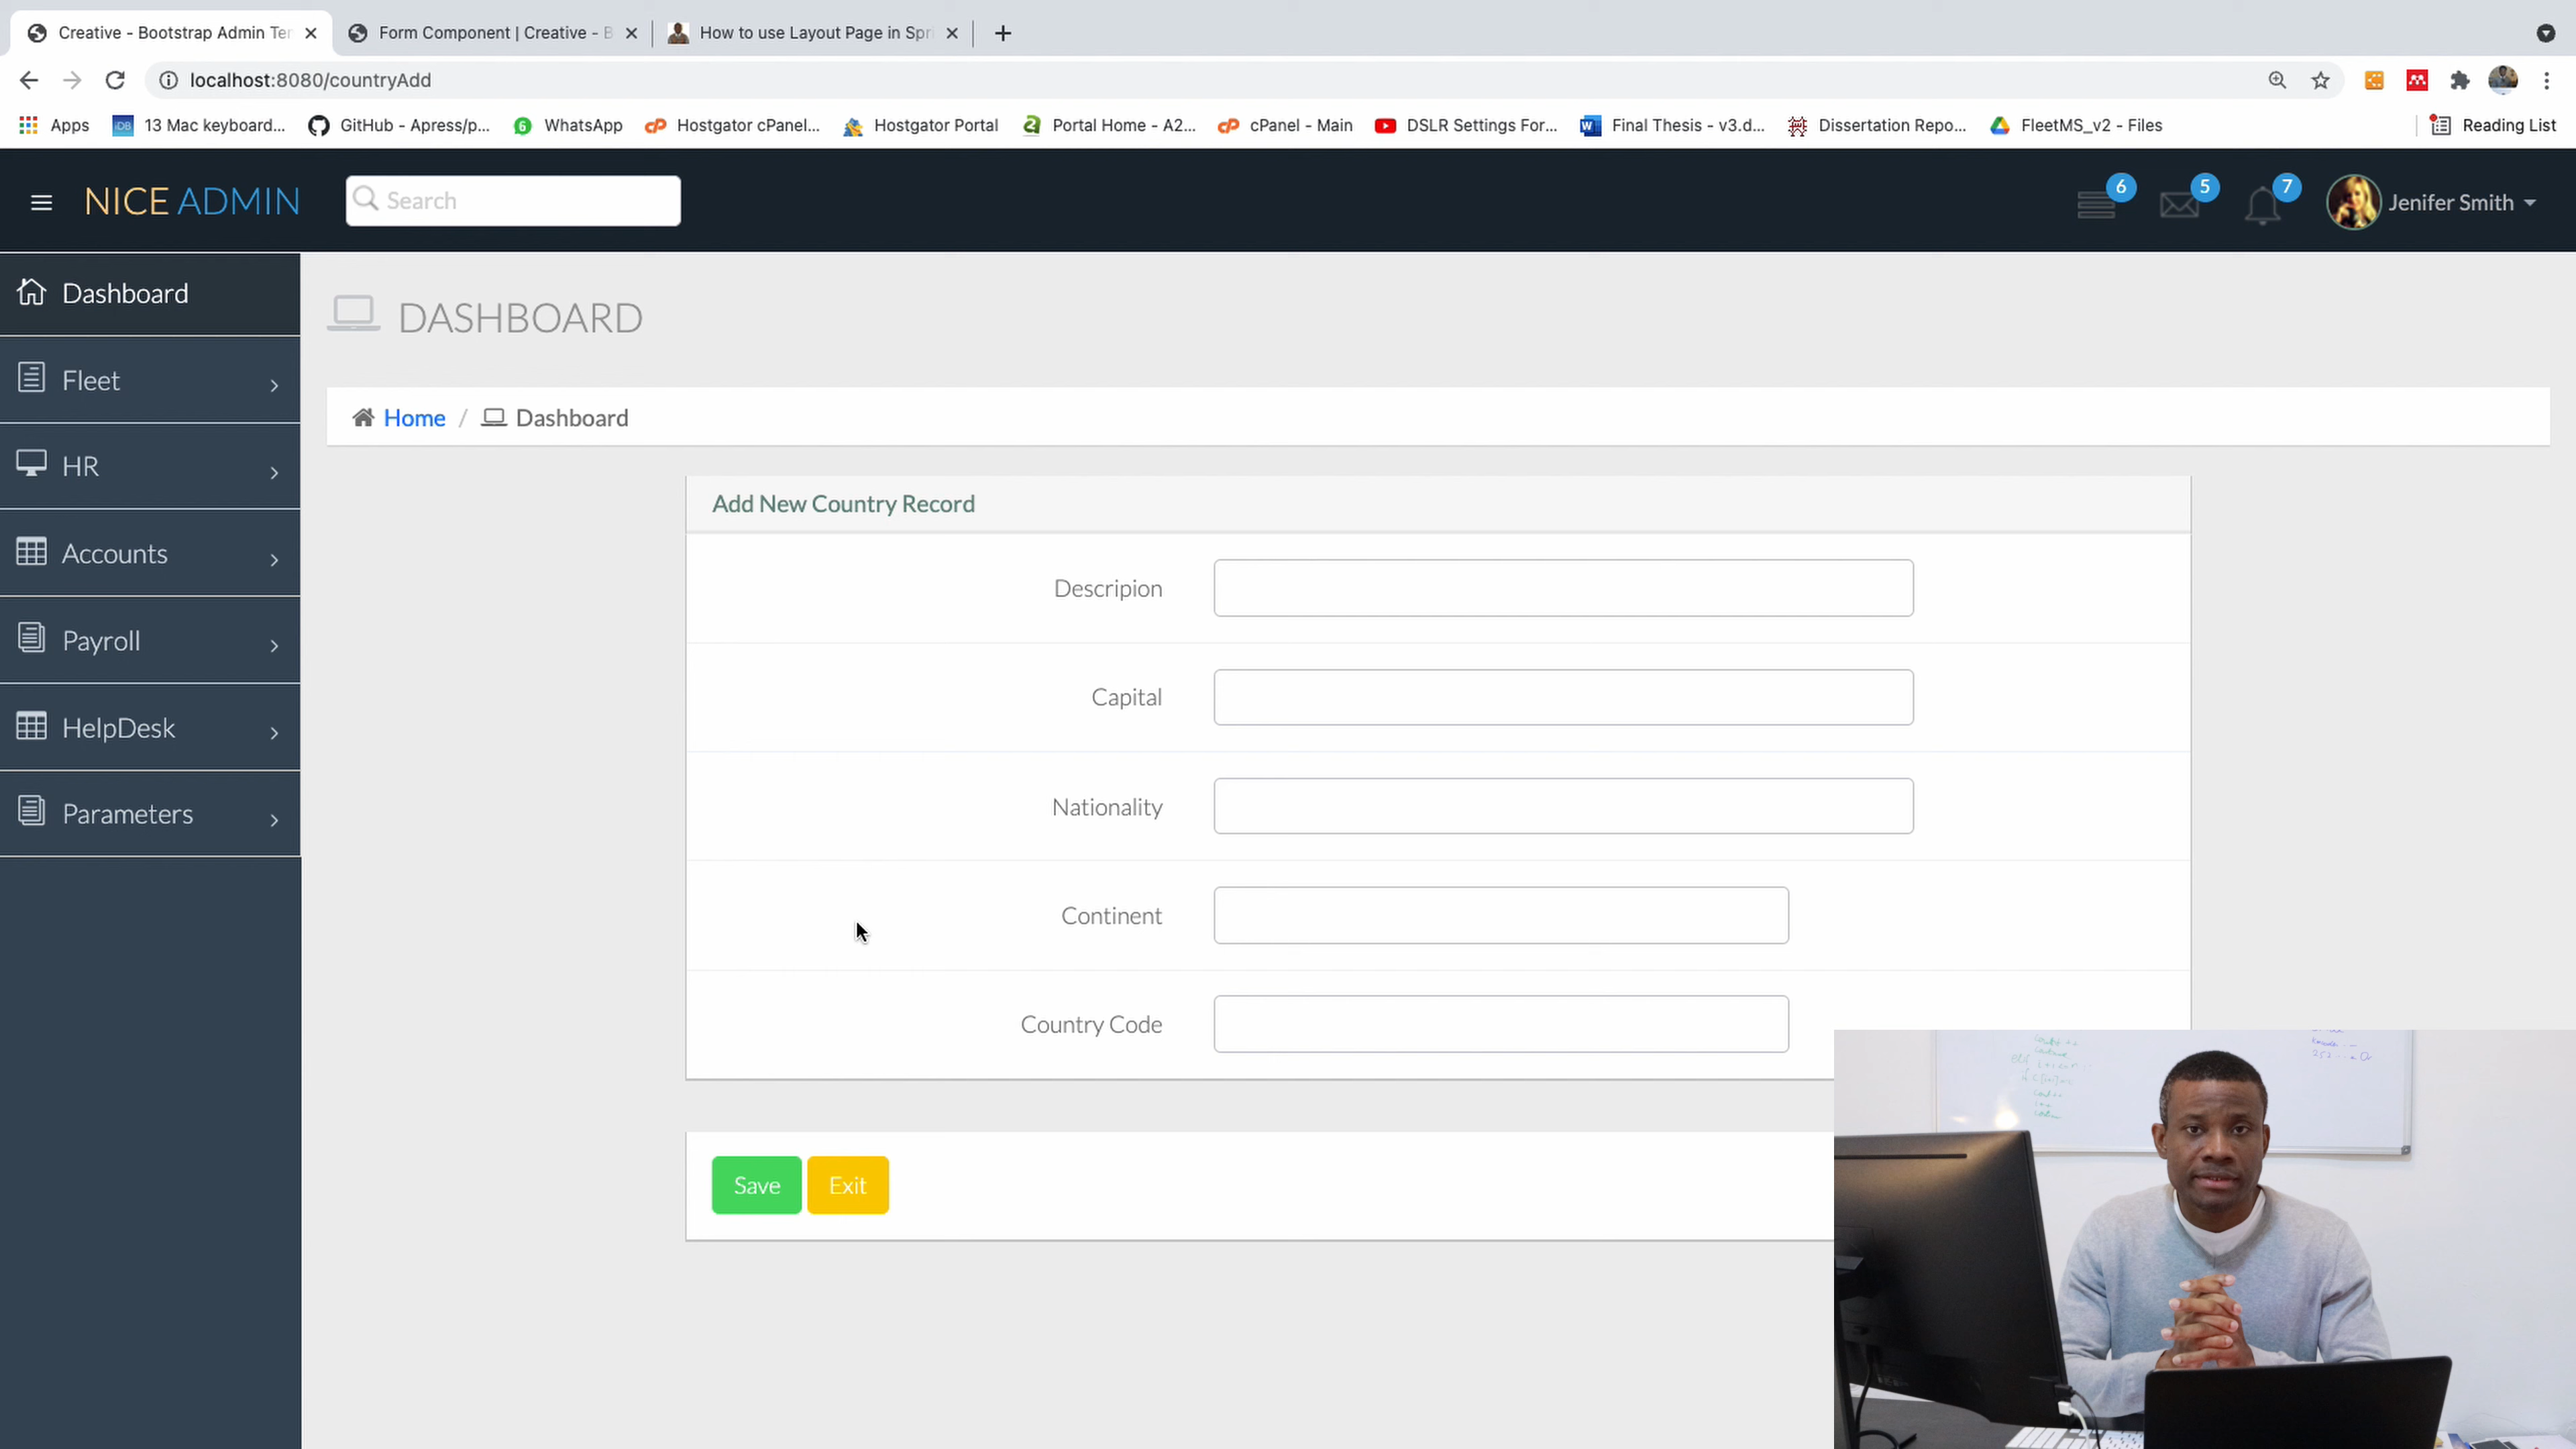 Creative - Bootstrap Admin Ter
Form Component | Creative - B
How to use Layout Page in Spri
localhost:8080/countryAdd
Apps
13 Mac keyboard...
GitHub - Apress/p...
WhatsApp
Hostgator cPanel...
Hostgator Portal
Portal Home - A2...
cPanel - Main
DSLR Settings For...
Final Thesis - v3.d...
Dissertation Repo...
FleetMS_v2 - Files
Reading List
NICE ADMIN
Search
6
5
7
Jenifer Smith
Dashboard
Fleet
HR
Accounts
Payroll
HelpDesk
Parameters
DASHBOARD
Home / Dashboard
Add New Country Record
Descripion
Capital
Nationality
Continent
Country Code
Save
Exit